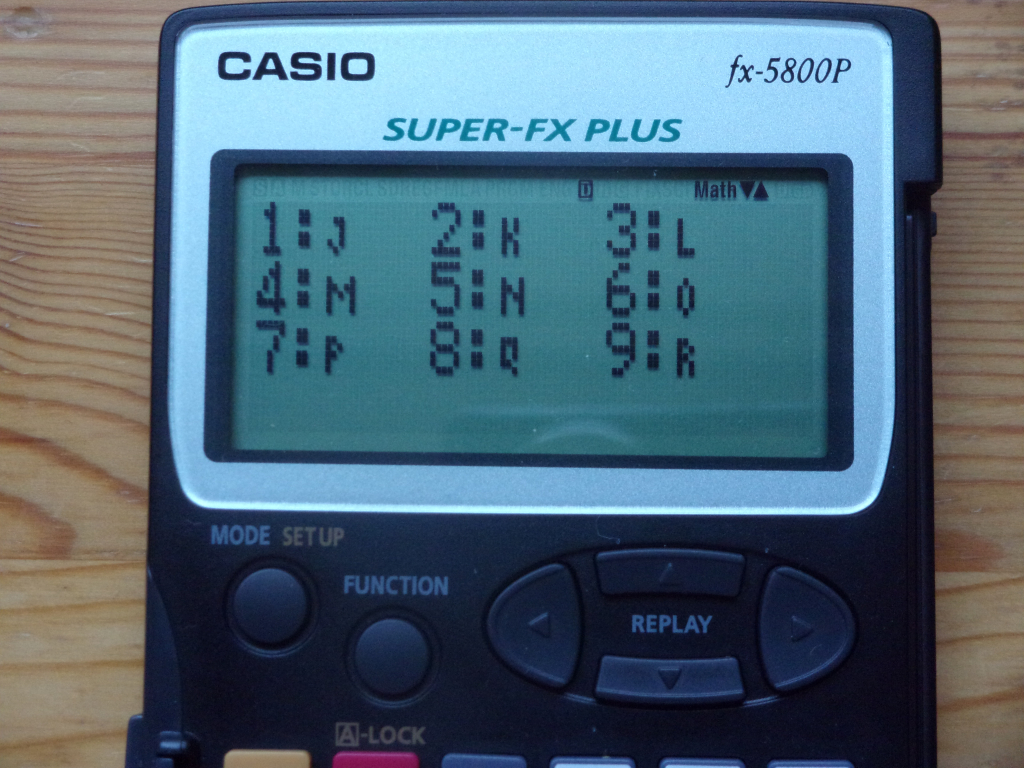 CASIO fx-5800P
SUPER-FX PLUS
D Math▼▲
1:J 2:K 3:L
4:M 5:N 6:O
7:P 8:Q 9:R
MODE SETUP
FUNCTION
REPLAY
A-LOCK